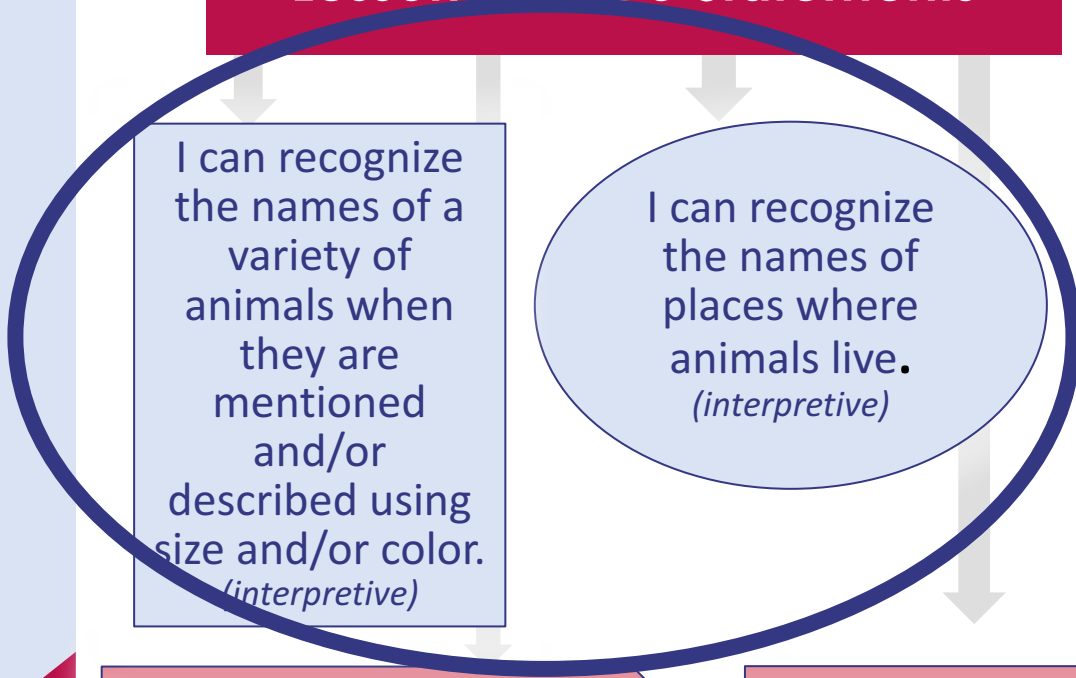 I can recognize
the names of a
variety of
animals when
they are
mentioned
and/or
described using
size and/or color.
(interpretive)
I can recognize
the names of
places where
animals live.
(interpretive)